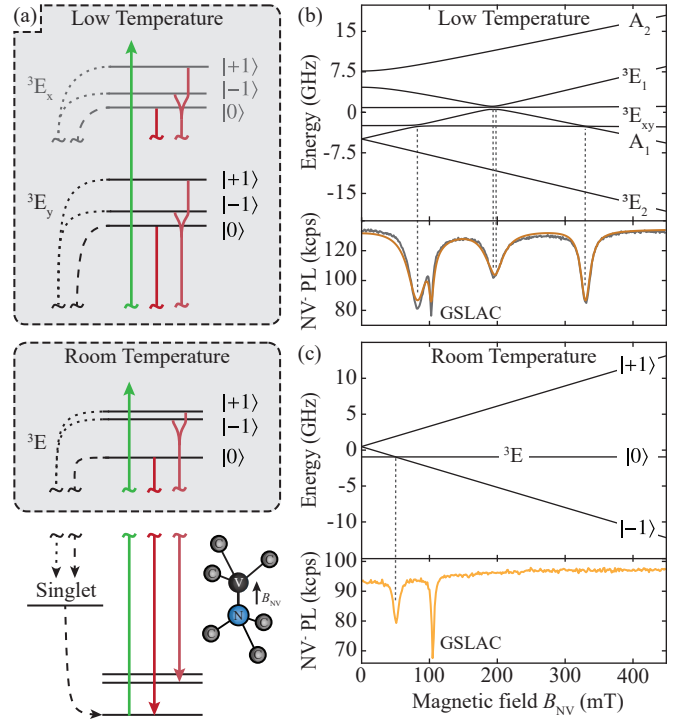 (a) Low Temperature
³Eₓ
|+1⟩
|−1⟩
|0⟩
³Eᵧ
|+1⟩
|−1⟩
|0⟩
Room Temperature
³E
|+1⟩
|−1⟩
|0⟩
Singlet
C
C
C
V
B_NV
N
C
C
C
(b) Low Temperature
Energy (GHz)
15
7.5
0
-7.5
-15
A₂
³E₁
³E_xy
A₁
³E₂
NV⁻ PL (kcps)
120
100
80
GSLAC
(c) Room Temperature
Energy (GHz)
10
5
0
-5
-10
|+1⟩
³E
|0⟩
|−1⟩
NV⁻ PL (kcps)
100
90
80
70
GSLAC
0 100 200 300 400
Magnetic field B_NV (mT)